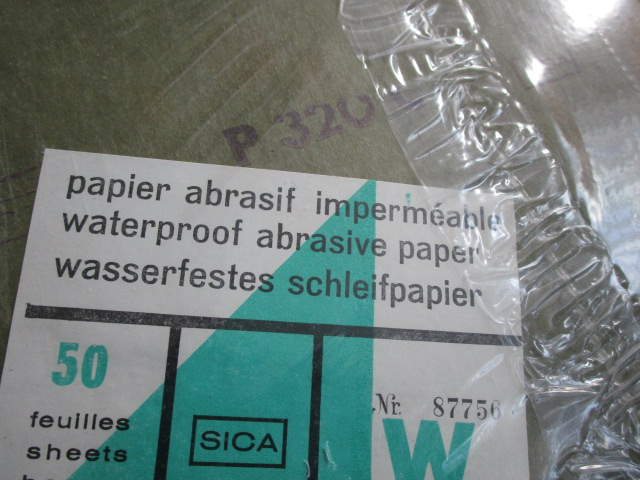 P 320
papier abrasif imperméable
waterproof abrasive paper
wasserfestes schleifpapier
50
feuilles
sheets
SICA
Nr. 87756
W